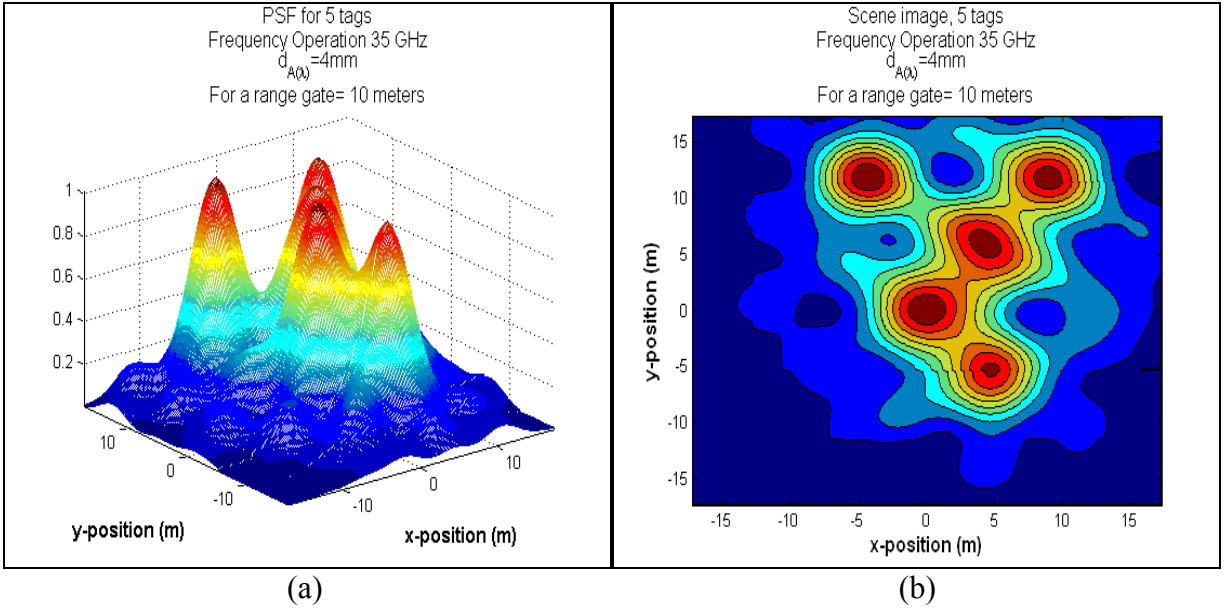 PSF for 5 tags
Frequency Operation 35 GHz
d_A(λ)=4mm
For a range gate= 10 meters
1
0.8
0.6
0.4
0.2
10
0
-10
-10
0
10
y-position (m)
x-position (m)
(a)
Scene image, 5 tags
Frequency Operation 35 GHz
d_A(λ)=4mm
For a range gate= 10 meters
15
10
5
0
-5
-10
-15
-15
-10
-5
0
5
10
15
y-position (m)
x-position (m)
(b)